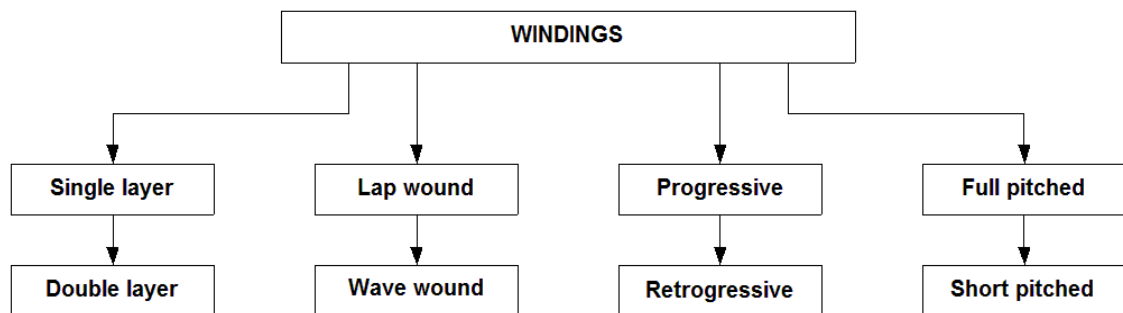 WINDINGS
Single layer
Lap wound
Progressive
Full pitched
Double layer
Wave wound
Retrogressive
Short pitched